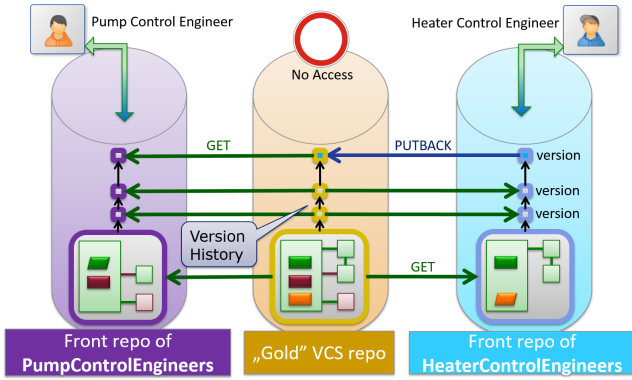 Pump Control Engineer
Heater Control Engineer
No Access
GET
PUTBACK
version
version
version
Version
History
GET
Front repo of
PumpControlEngineers
„Gold” VCS repo
Front repo of
HeaterControlEngineers